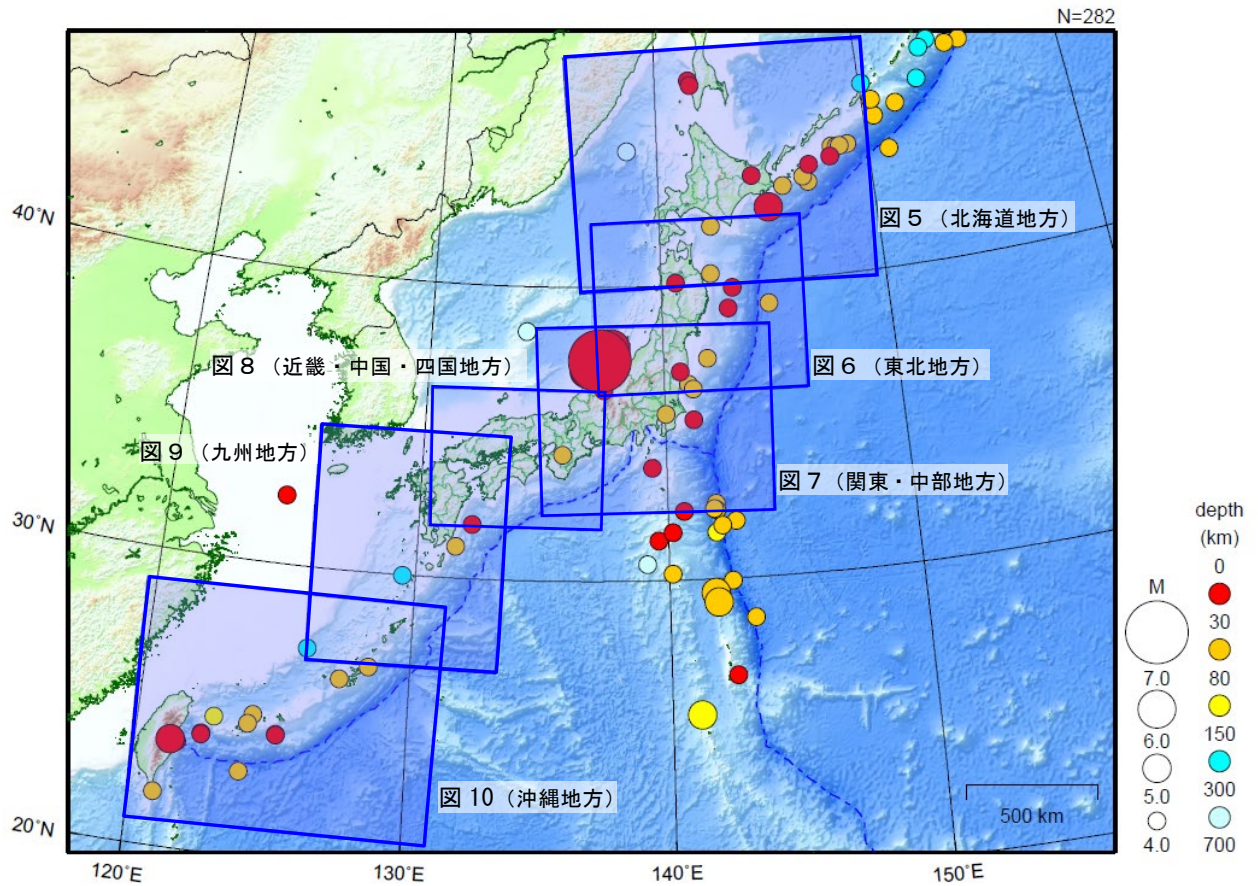 N=282
40˚N
30˚N
20˚N
120˚E
130˚E
140˚E
150˚E
図5（北海道地方）
図6（東北地方）
図8（近畿・中国・四国地方）
図9（九州地方）
図7（関東・中部地方）
図10（沖縄地方）
500 km
M
7.0
6.0
5.0
4.0
depth
(km)
0
30
80
150
300
700